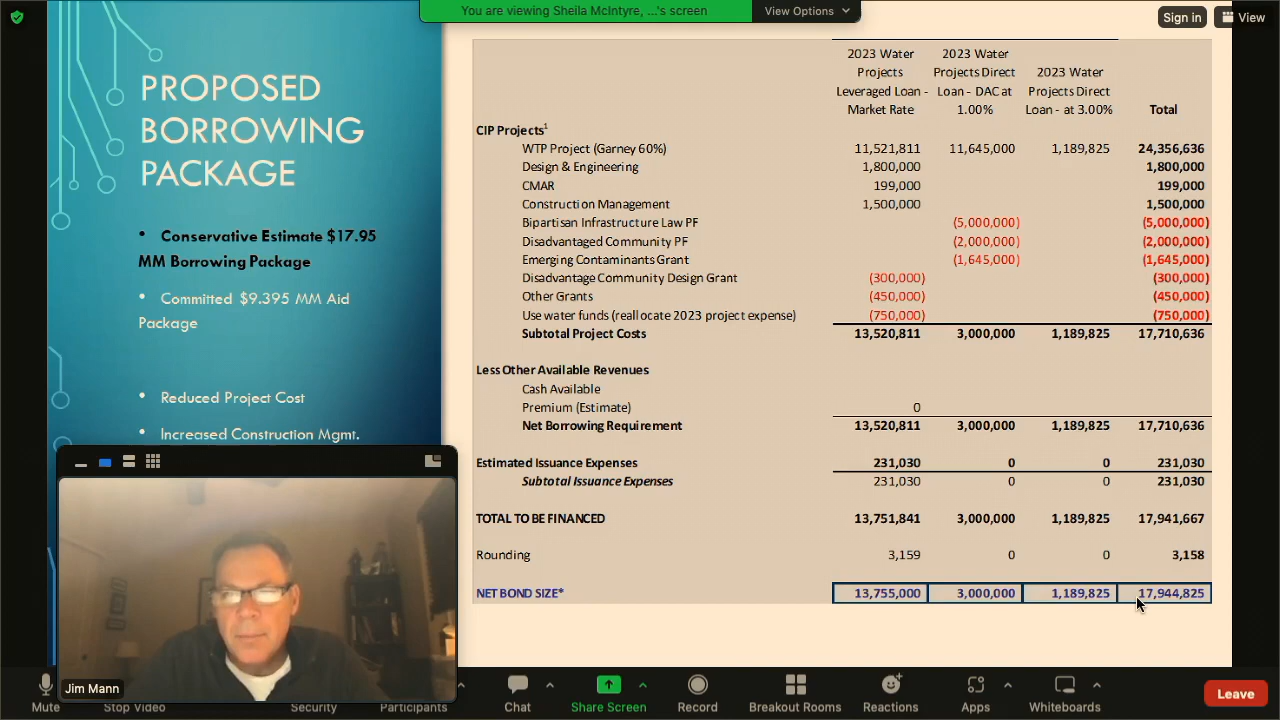 You are viewing Sheila McIntyre, ...'s screen
View Options
Sign in
View
PROPOSED
BORROWING
PACKAGE
• Conservative Estimate $17.95
MM Borrowing Package
• Committed $9.395 MM Aid
Package
• Reduced Project Cost
• Increased Construction Mgmt.
2023 Water
Projects
Leveraged Loan -
Market Rate
2023 Water
Projects Direct
Loan - DAC at
1.00%
2023 Water
Projects Direct
Loan - at 3.00%
Total
CIP Projects1
WTP Project (Garney 60%) 11,521,811 11,645,000 1,189,825 24,356,636
Design & Engineering 1,800,000 1,800,000
CMAR 199,000 199,000
Construction Management 1,500,000 1,500,000
Bipartisan Infrastructure Law PF (5,000,000) (5,000,000)
Disadvantaged Community PF (2,000,000) (2,000,000)
Emerging Contaminants Grant (1,645,000) (1,645,000)
Disadvantage Community Design Grant (300,000) (300,000)
Other Grants (450,000) (450,000)
Use water funds (reallocate 2023 project expense) (750,000) (750,000)
Subtotal Project Costs 13,520,811 3,000,000 1,189,825 17,710,636
Less Other Available Revenues
Cash Available
Premium (Estimate) 0
Net Borrowing Requirement 13,520,811 3,000,000 1,189,825 17,710,636
Estimated Issuance Expenses 231,030 0 0 231,030
Subtotal Issuance Expenses 231,030 0 0 231,030
TOTAL TO BE FINANCED 13,751,841 3,000,000 1,189,825 17,941,667
Rounding 3,159 0 0 3,158
NET BOND SIZE* 13,755,000 3,000,000 1,189,825 17,944,825
Jim Mann
Mute
Stop Video
Security
Participants
Chat
Share Screen
Record
Breakout Rooms
Reactions
Apps
Whiteboards
Leave